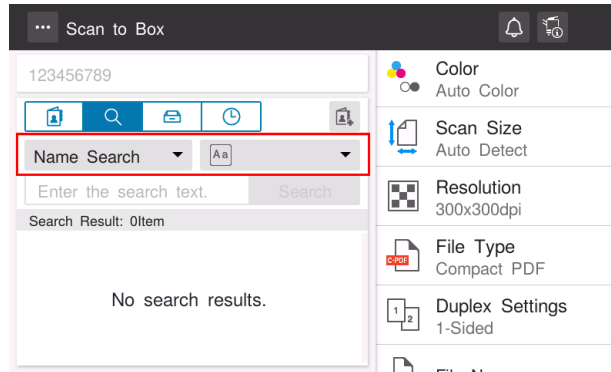 Scan to Box
123456789
Name Search
Aa
Enter the search text.
Search
Search Result: 0Item
No search results.
Color
Auto Color
Scan Size
Auto Detect
Resolution
300x300dpi
C-PDF
File Type
Compact PDF
1
2
Duplex Settings
1-Sided